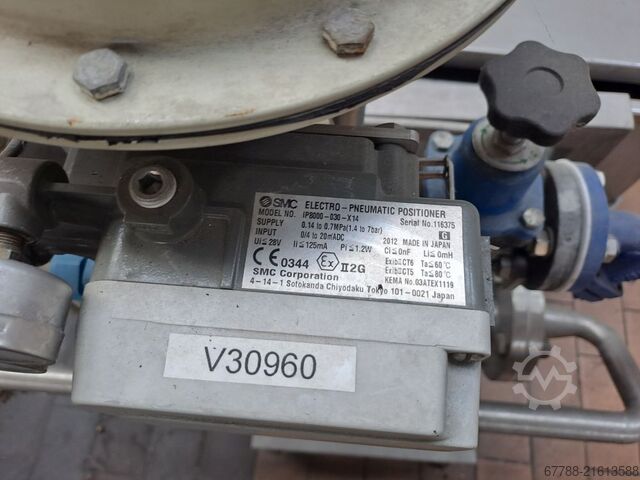 SMC ELECTRO-PNEUMATIC POSITIONER
MODEL NO. IP8000-030-X14 Serial No.116375
SUPPLY 0.14 to 0.7MPa(1.4 to 7bar) G
INPUT 0/4 to 20mADC 2012 MADE IN JAPAN
Ui≤28V Ii≤125mA Pi≤1.2W Ci≤0nF Li≤0mH
CE 0344 Ex II2G ExibⅡCT6 Ta≤60℃
ExibⅡCT5 Ta≤80℃
SMC Corporation KEMA No.03ATEX1119
4-14-1 Sotokanda Chiyodaku Tokyo 101-0021 Japan
V30960
67788-21613588